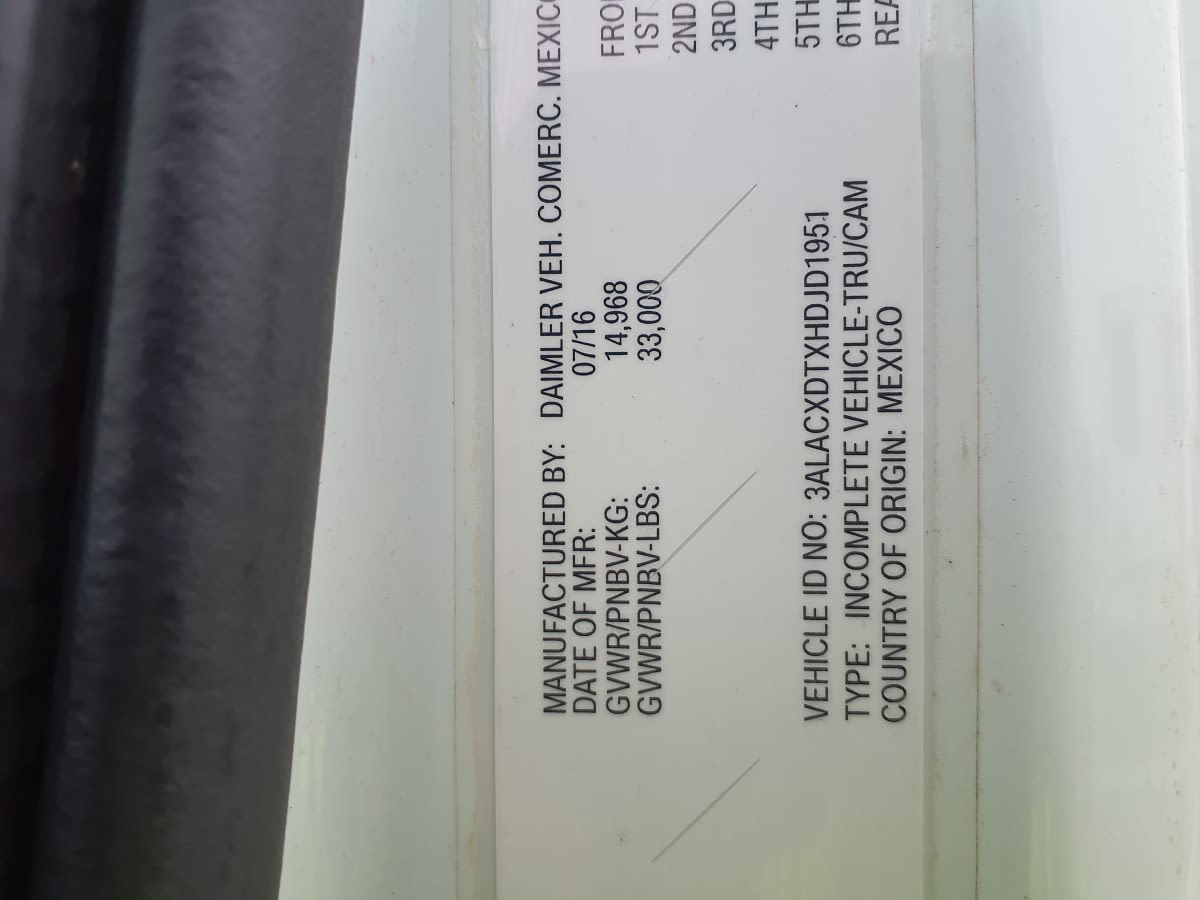 MANUFACTURED BY: DAIMLER VEH. COMERC. MEXICO
DATE OF MFR: 07/16
GVWR/PNBV-KG: 14,968
GVWR/PNBV-LBS: 33,000
FRO
1ST
2ND
3RD
4TH
5TH
6TH
REA
VEHICLE ID NO: 3ALACXDTXHDJD1951
TYPE: INCOMPLETE VEHICLE-TRU/CAM
COUNTRY OF ORIGIN: MEXICO